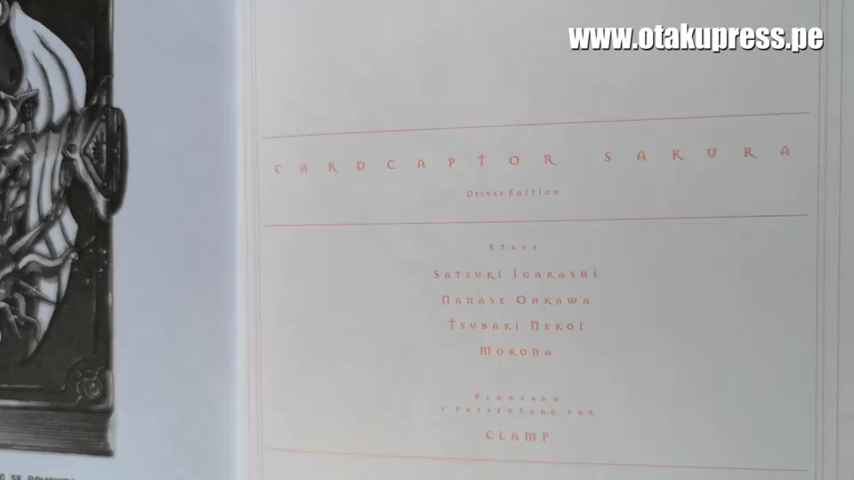 www.otakupress.pe
CARDCAPTOR SAKURA
DELUXE EDITION
STAFF
SATSUKI IGARASHI
NANASE OHKAWA
TSUBAKI NEKOI
MOKONA
PLANEADO
Y PRESENTADO POR
CLAMP